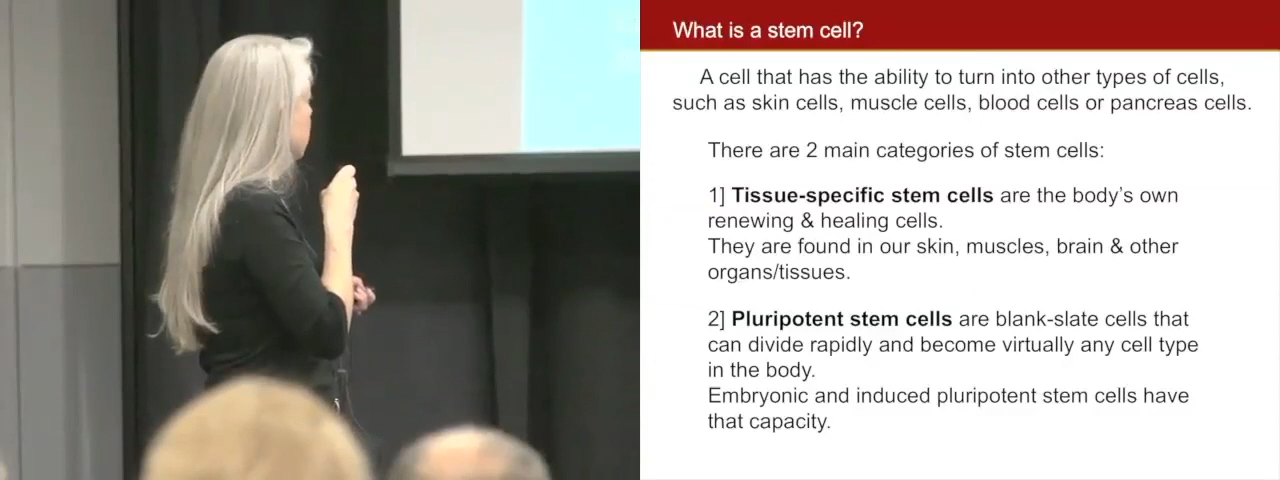 What is a stem cell?
A cell that has the ability to turn into other types of cells,
such as skin cells, muscle cells, blood cells or pancreas cells.
There are 2 main categories of stem cells:
1] Tissue-specific stem cells are the body's own
renewing & healing cells.
They are found in our skin, muscles, brain & other
organs/tissues.
2] Pluripotent stem cells are blank-slate cells that
can divide rapidly and become virtually any cell type
in the body.
Embryonic and induced pluripotent stem cells have
that capacity.